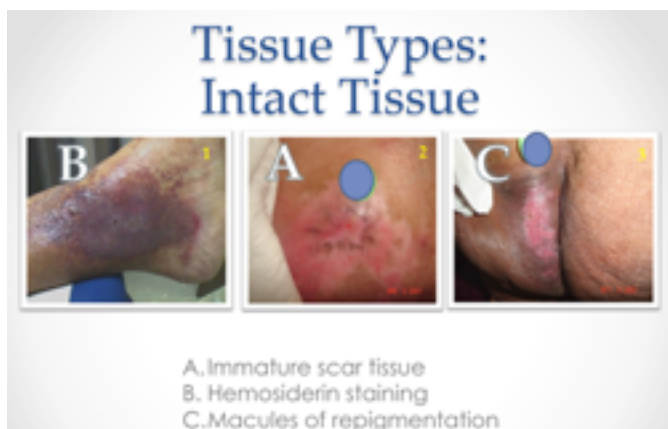 Tissue Types:
Intact Tissue
B 1 A 2 C 3
A. Immature scar tissue
B. Hemosiderin staining
C. Macules of repigmentation